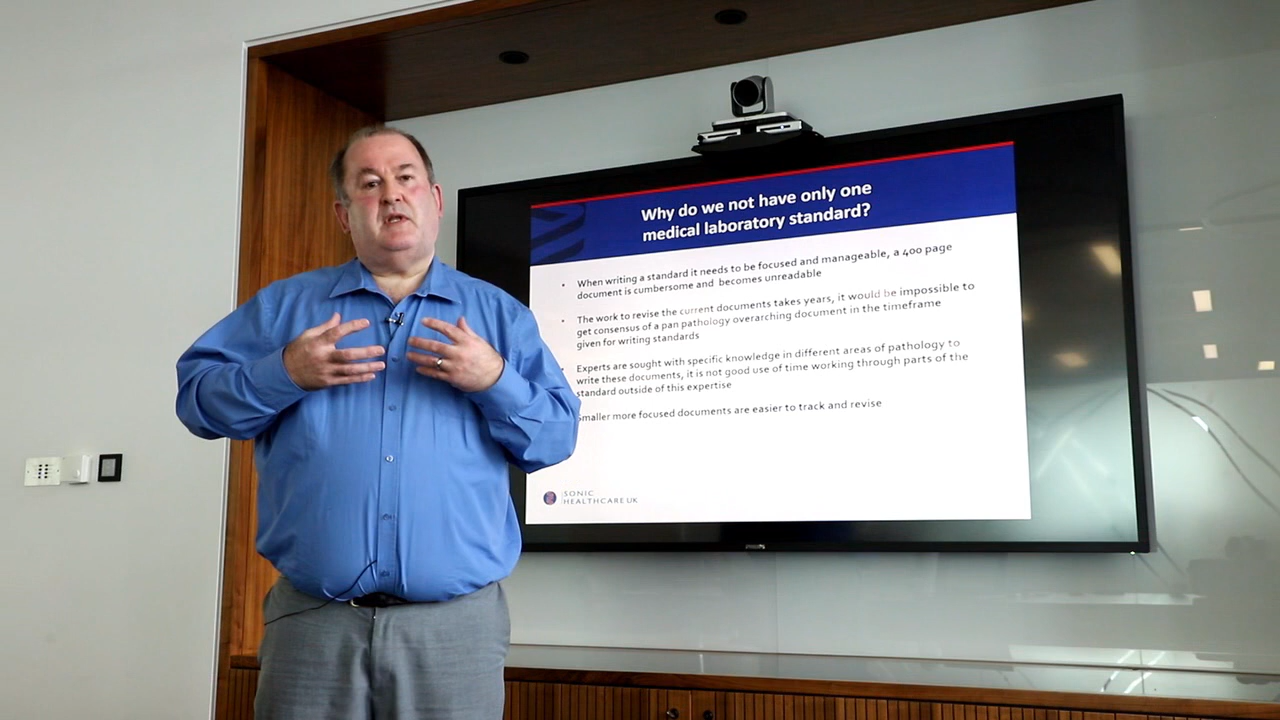 Why do we not have only one
medical laboratory standard?
• When writing a standard it needs to be focused and manageable, a 400 page
document is cumbersome and becomes unreadable
• The work to revise the current documents takes years, it would be impossible to
get consensus of a pan pathology overarching document in the timeframe
given for writing standards
• Experts are sought with specific knowledge in different areas of pathology to
write these documents, it is not good use of time working through parts of the
standard outside of this expertise
Smaller more focused documents are easier to track and revise
SONIC
HEALTHCARE UK
PHILIPS